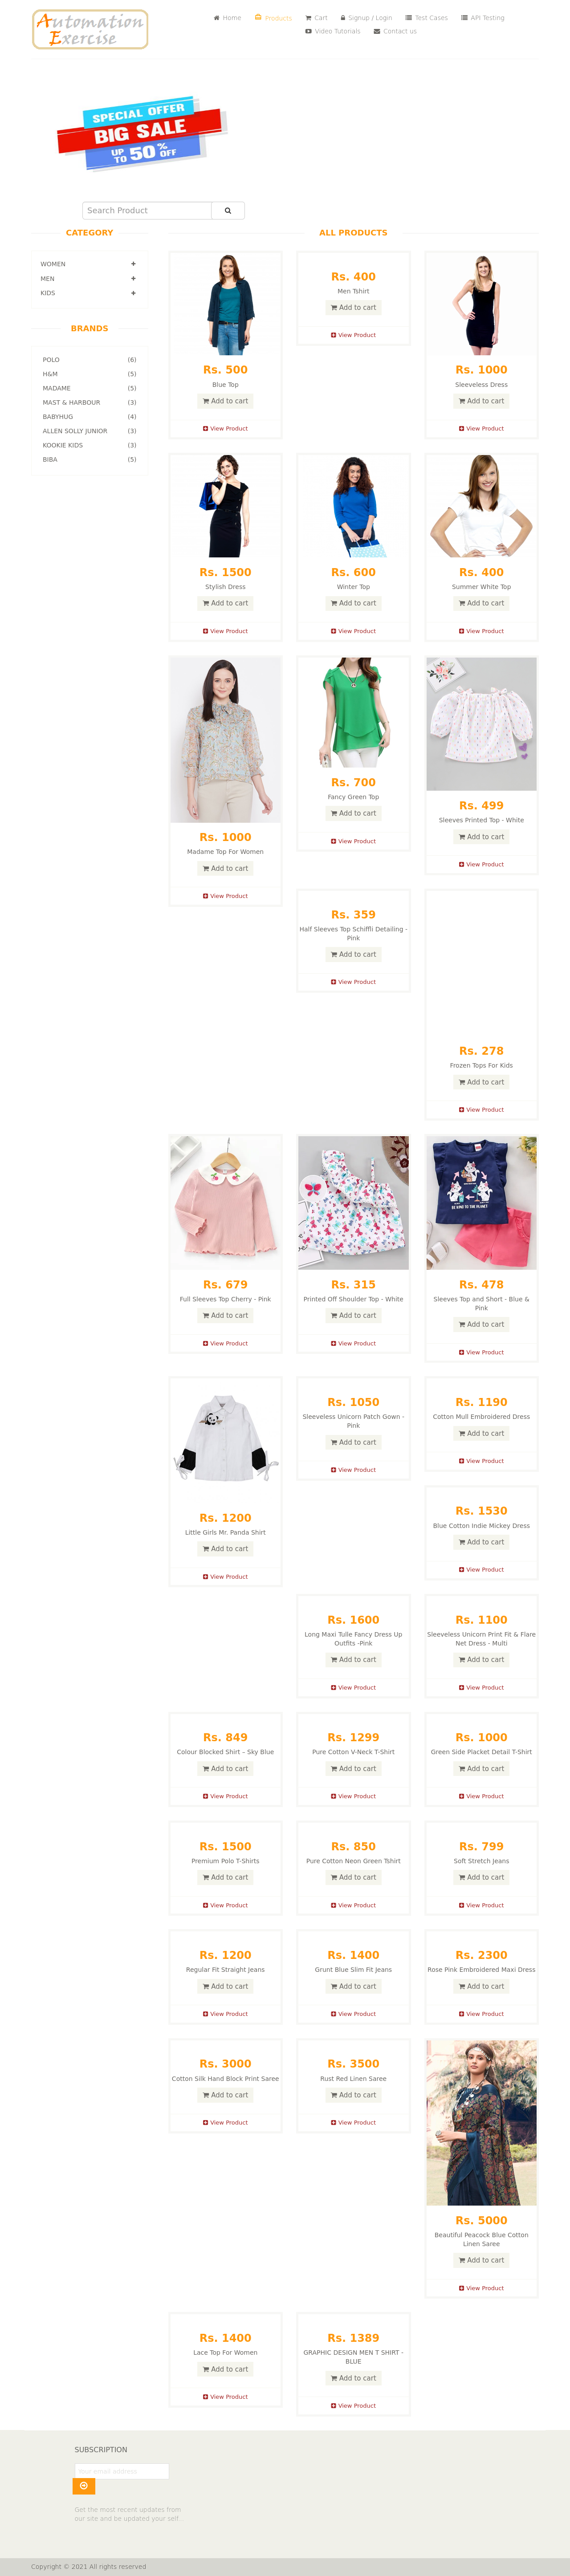 Automation
Exercise
Home
Products
Cart
Signup / Login
Test Cases
API Testing
Video Tutorials
Contact us
SPECIAL OFFER
BIG SALE
UP TO 50% OFF
Search Product
CATEGORY
WOMEN
MEN
KIDS
BRANDS
POLO (6)
H&M (5)
MADAME (5)
MAST & HARBOUR (3)
BABYHUG (4)
ALLEN SOLLY JUNIOR (3)
KOOKIE KIDS (3)
BIBA (5)
ALL PRODUCTS
Rs. 500
Blue Top
Add to cart
View Product
Rs. 400
Men Tshirt
Add to cart
View Product
Rs. 1000
Sleeveless Dress
Add to cart
View Product
Rs. 1500
Stylish Dress
Add to cart
View Product
Rs. 600
Winter Top
Add to cart
View Product
Rs. 400
Summer White Top
Add to cart
View Product
Rs. 1000
Madame Top For Women
Add to cart
View Product
Rs. 700
Fancy Green Top
Add to cart
View Product
Rs. 499
Sleeves Printed Top - White
Add to cart
View Product
Rs. 359
Half Sleeves Top Schiffli Detailing -
Pink
Add to cart
View Product
Rs. 278
Frozen Tops For Kids
Add to cart
View Product
Rs. 679
Full Sleeves Top Cherry - Pink
Add to cart
View Product
Rs. 315
Printed Off Shoulder Top - White
Add to cart
View Product
BE KIND TO THE PLANET
Rs. 478
Sleeves Top and Short - Blue &
Pink
Add to cart
View Product
Rs. 1200
Little Girls Mr. Panda Shirt
Add to cart
View Product
Rs. 1050
Sleeveless Unicorn Patch Gown -
Pink
Add to cart
View Product
Rs. 1190
Cotton Mull Embroidered Dress
Add to cart
View Product
Rs. 1530
Blue Cotton Indie Mickey Dress
Add to cart
View Product
Rs. 1600
Long Maxi Tulle Fancy Dress Up
Outfits -Pink
Add to cart
View Product
Rs. 1100
Sleeveless Unicorn Print Fit & Flare
Net Dress - Multi
Add to cart
View Product
Rs. 849
Colour Blocked Shirt – Sky Blue
Add to cart
View Product
Rs. 1299
Pure Cotton V-Neck T-Shirt
Add to cart
View Product
Rs. 1000
Green Side Placket Detail T-Shirt
Add to cart
View Product
Rs. 1500
Premium Polo T-Shirts
Add to cart
View Product
Rs. 850
Pure Cotton Neon Green Tshirt
Add to cart
View Product
Rs. 799
Soft Stretch Jeans
Add to cart
View Product
Rs. 1200
Regular Fit Straight Jeans
Add to cart
View Product
Rs. 1400
Grunt Blue Slim Fit Jeans
Add to cart
View Product
Rs. 2300
Rose Pink Embroidered Maxi Dress
Add to cart
View Product
Rs. 3000
Cotton Silk Hand Block Print Saree
Add to cart
View Product
Rs. 3500
Rust Red Linen Saree
Add to cart
View Product
Rs. 5000
Beautiful Peacock Blue Cotton
Linen Saree
Add to cart
View Product
Rs. 1400
Lace Top For Women
Add to cart
View Product
Rs. 1389
GRAPHIC DESIGN MEN T SHIRT -
BLUE
Add to cart
View Product
SUBSCRIPTION
Your email address
Get the most recent updates from
our site and be updated your self...
Copyright © 2021 All rights reserved